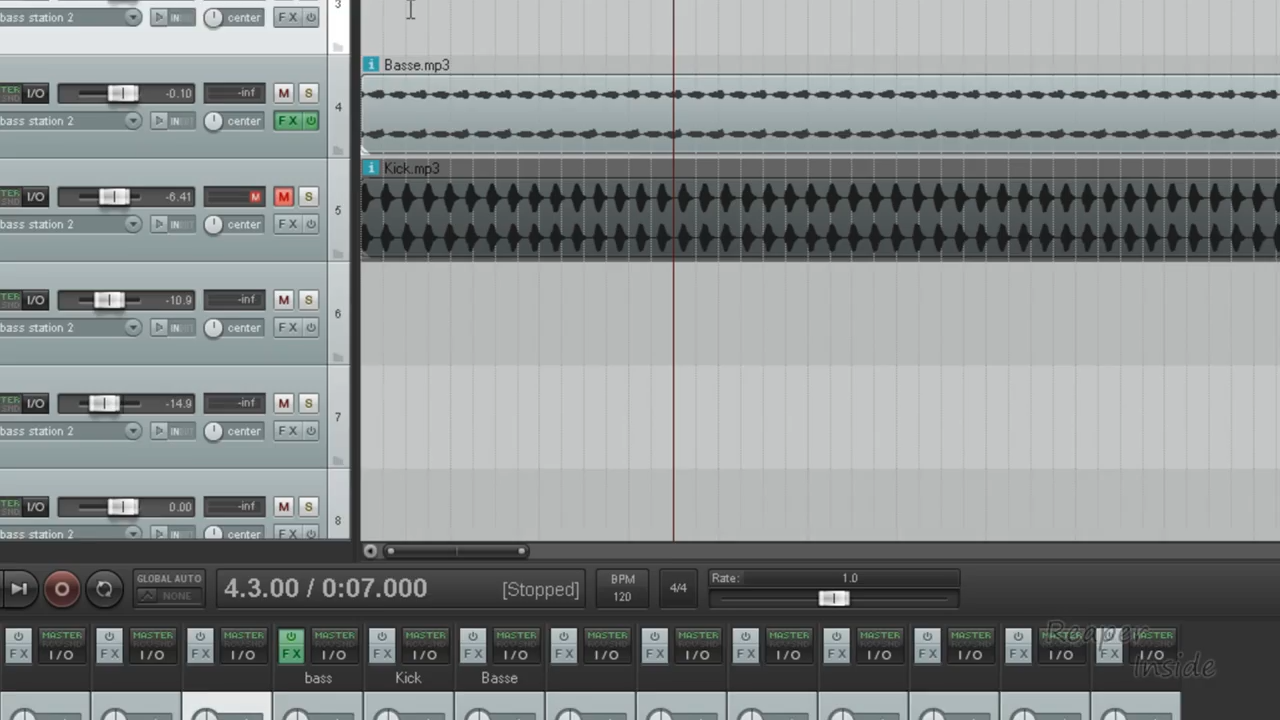 3
bass station 2 IN center FX
Basse.mp3
I/O -0.10 -inf M S
4
bass station 2 IN center FX
Kick.mp3
I/O -6.41 M M S
5
bass station 2 IN center FX
I/O -10.9 -inf M S
6
bass station 2 IN center FX
I/O -14.9 -inf M S
7
bass station 2 IN center FX
I/O 0.00 -inf M S
8
bass station 2 IN center FX
GLOBAL AUTO
NONE
4.3.00 / 0:07.000 [Stopped]
BPM
120
4/4
Rate: 1.0
MASTER MASTER MASTER MASTER MASTER MASTER MASTER MASTER MASTER MASTER MASTER MASTER MASTER
FX I/O FX I/O FX I/O FX I/O FX I/O FX I/O FX I/O FX I/O FX I/O FX I/O FX I/O FX I/O FX I/O
bass Kick Basse
Reaper
Inside